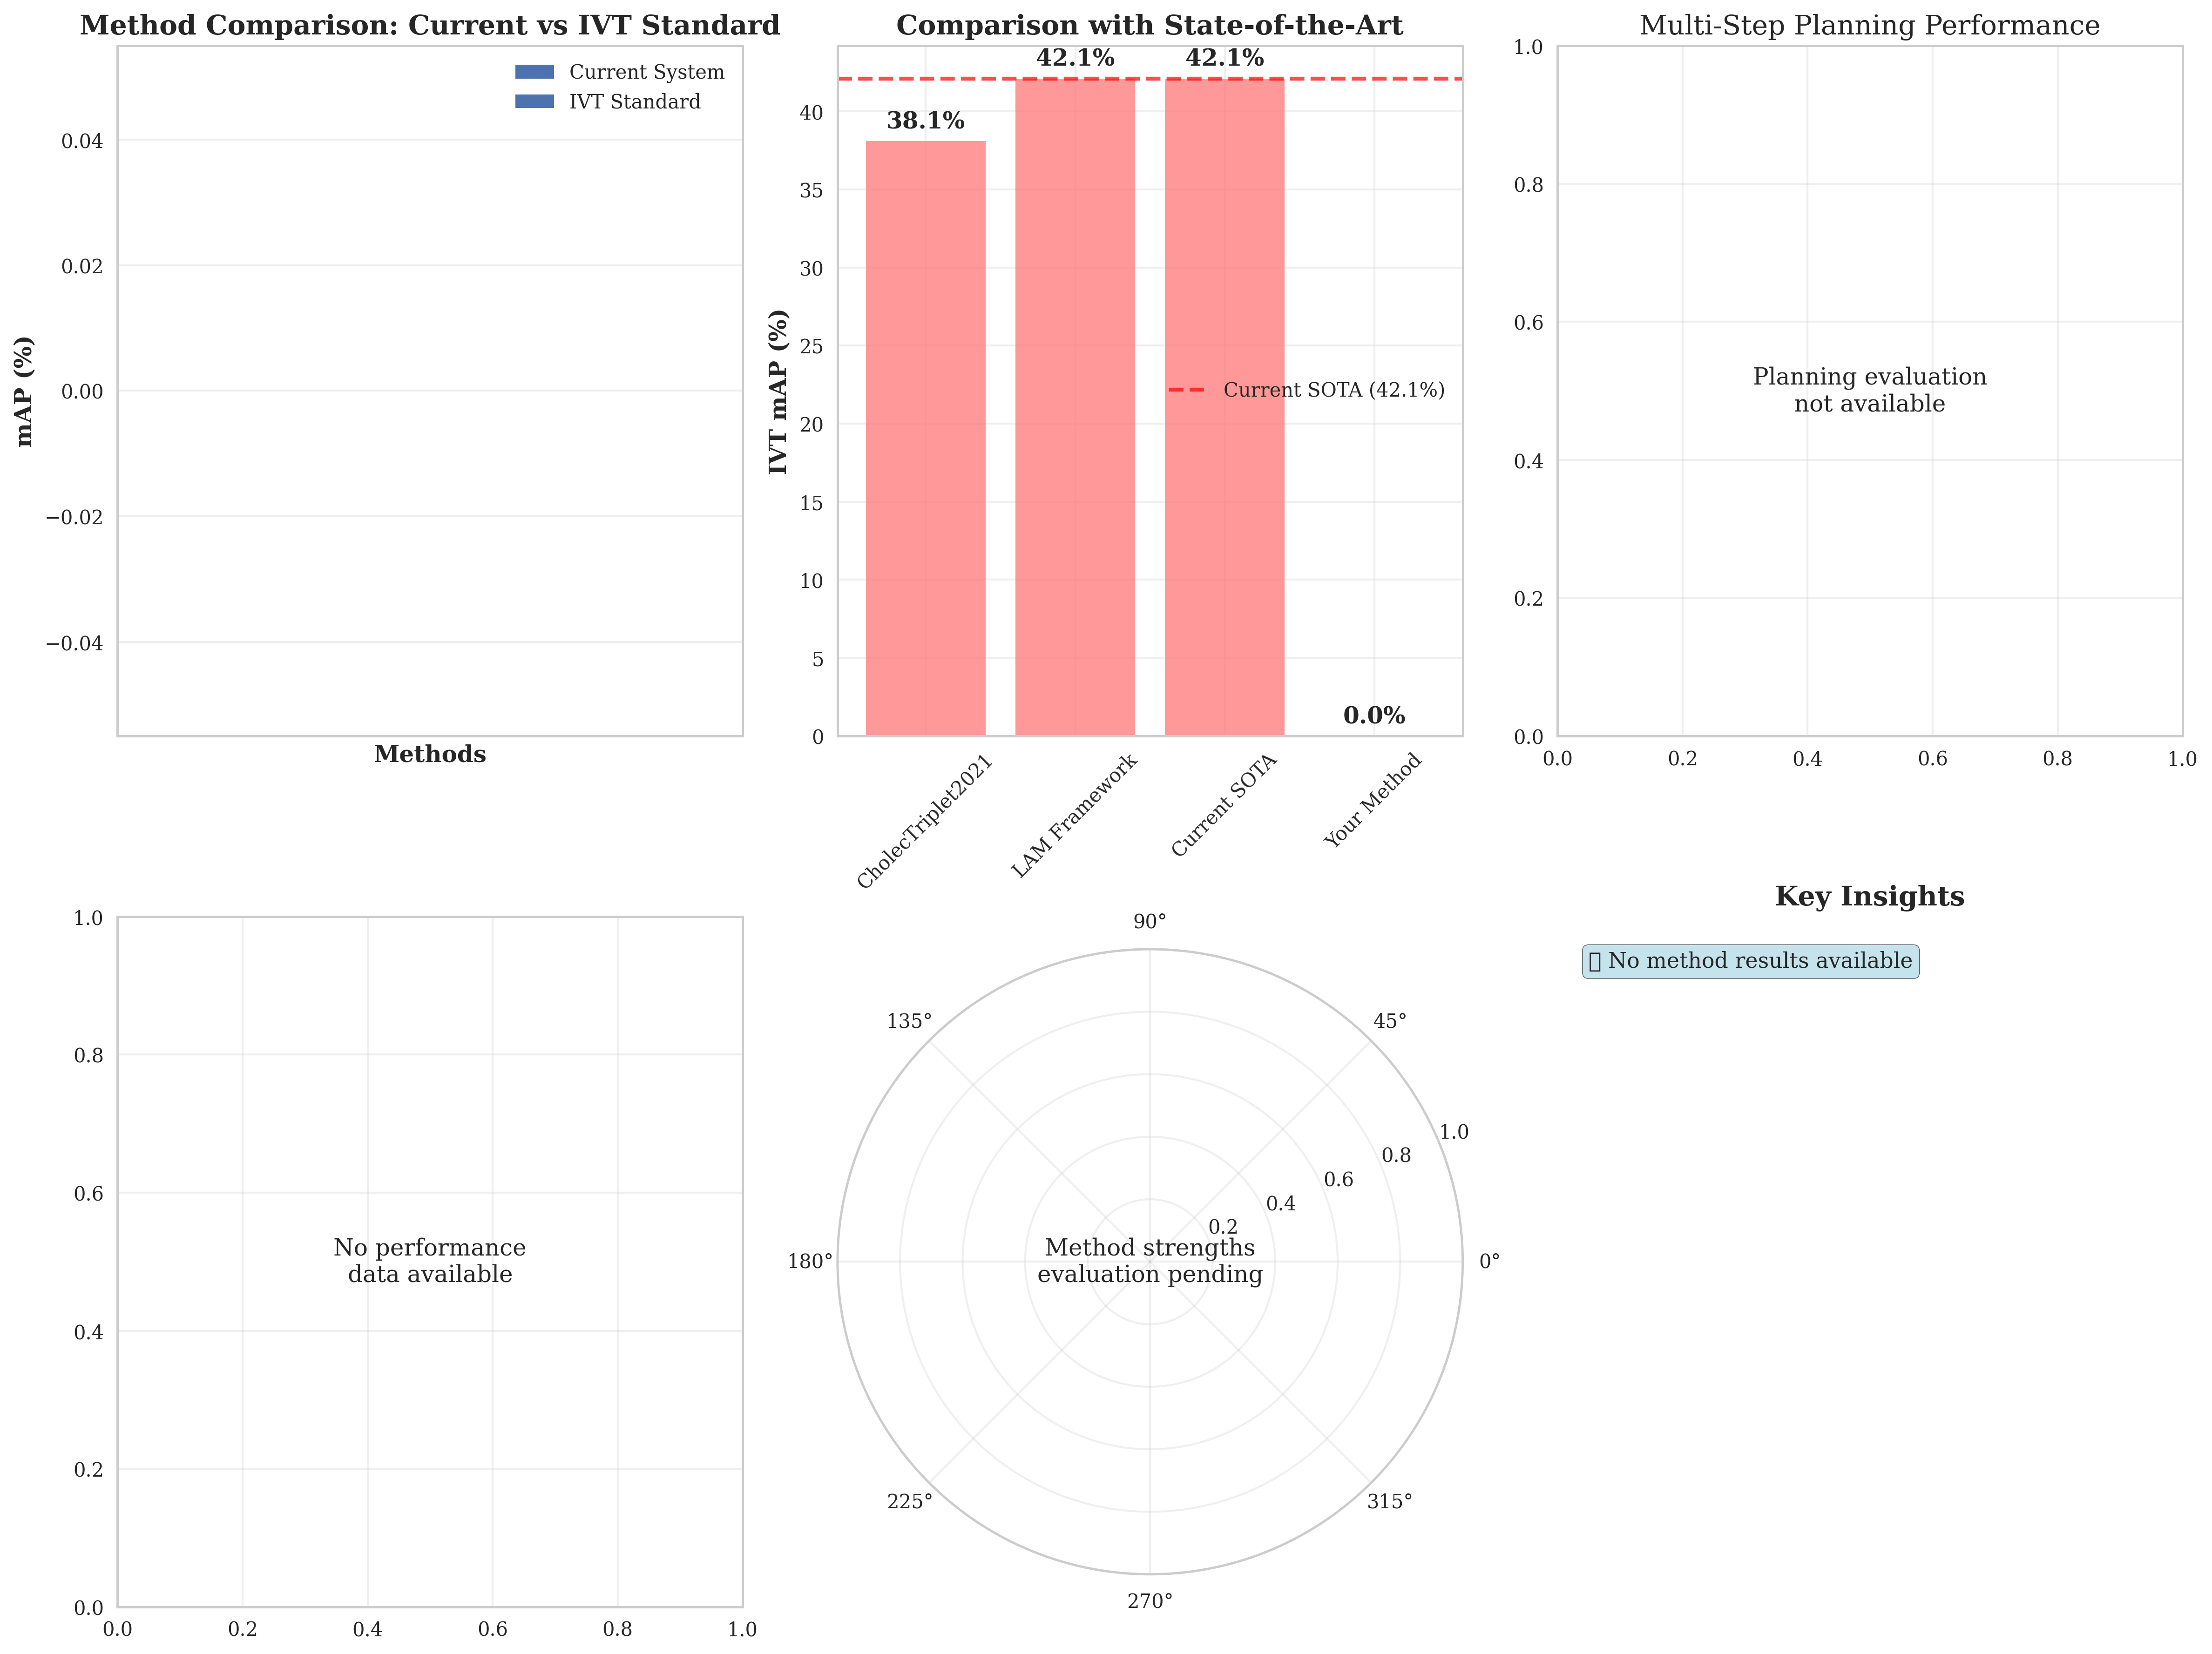 Method Comparison: Current vs IVT Standard
Current System
IVT Standard
0.04
0.02
0.00
−0.02
−0.04
mAP (%)
Methods
Comparison with State-of-the-Art
42.1%
42.1%
38.1%
0.0%
Current SOTA (42.1%)
40
35
30
25
20
15
10
5
0
IVT mAP (%)
CholecTriplet2021
LAM Framework
Current SOTA
Your Method
Multi-Step Planning Performance
1.0
0.8
0.6
0.4
0.2
0.0
Planning evaluation
not available
0.0 0.2 0.4 0.6 0.8 1.0
1.0
0.8
0.6
0.4
0.2
0.0
No performance
data available
0.0 0.2 0.4 0.6 0.8 1.0
90°
135°
45°
1.0
0.8
0.6
0.4
0.2
Method strengths
evaluation pending
180°
0°
225°
315°
270°
Key Insights
No method results available